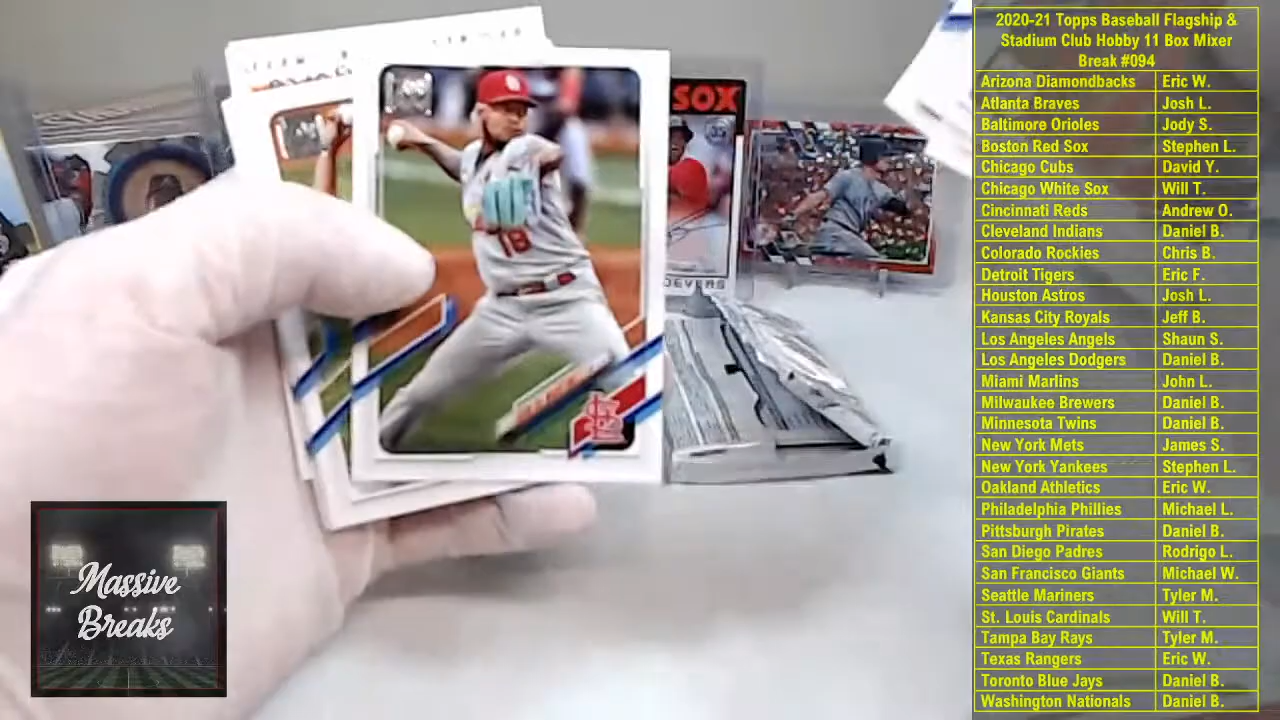 SOX
DEVERS
18
Massive
Breaks
2020-21 Topps Baseball Flagship &
Stadium Club Hobby 11 Box Mixer
Break #094
Arizona Diamondbacks Eric W.
Atlanta Braves Josh L.
Baltimore Orioles Jody S.
Boston Red Sox Stephen L.
Chicago Cubs David Y.
Chicago White Sox Will T.
Cincinnati Reds Andrew O.
Cleveland Indians Daniel B.
Colorado Rockies Chris B.
Detroit Tigers Eric F.
Houston Astros Josh L.
Kansas City Royals Jeff B.
Los Angeles Angels Shaun S.
Los Angeles Dodgers Daniel B.
Miami Marlins John L.
Milwaukee Brewers Daniel B.
Minnesota Twins Daniel B.
New York Mets James S.
New York Yankees Stephen L.
Oakland Athletics Eric W.
Philadelphia Phillies Michael L.
Pittsburgh Pirates Daniel B.
San Diego Padres Rodrigo L.
San Francisco Giants Michael W.
Seattle Mariners Tyler M.
St. Louis Cardinals Will T.
Tampa Bay Rays Tyler M.
Texas Rangers Eric W.
Toronto Blue Jays Daniel B.
Washington Nationals Daniel B.